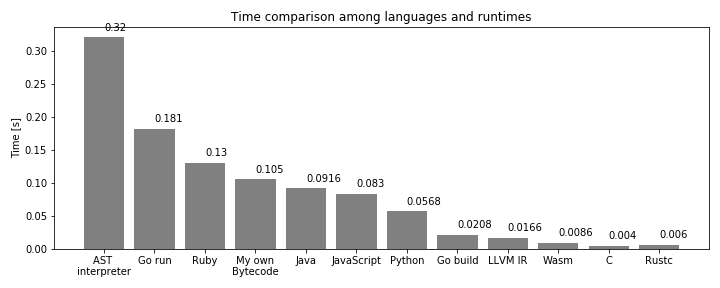 Time comparison among languages and runtimes
Time [s]
0.30
0.25
0.20
0.15
0.10
0.05
0.00
0.32
0.181
0.13
0.105
0.0916
0.083
0.0568
0.0208
0.0166
0.0086
0.004
0.006
AST
interpreter
Go run
Ruby
My own
Bytecode
Java
JavaScript
Python
Go build
LLVM IR
Wasm
C
Rustc